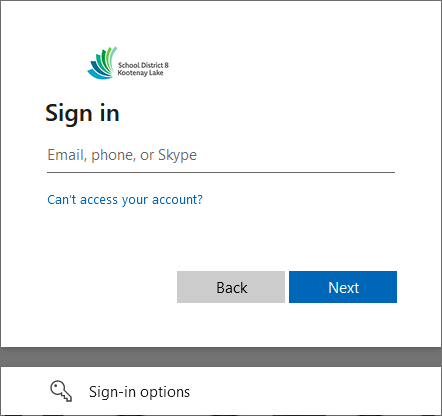 School District 8
Kootenay Lake
Sign in
Email, phone, or Skype
Can't access your account?
Back
Next
Sign-in options